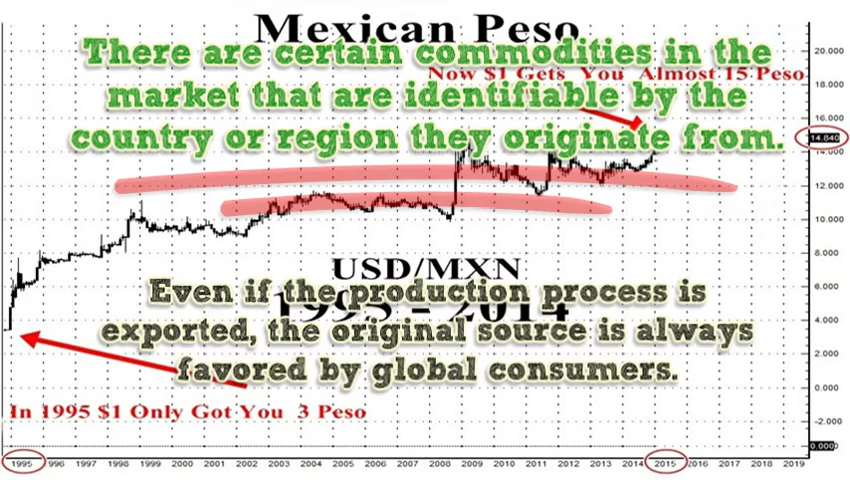 Mexican Peso
There are certain commodities in the
Now $1 Gets You Almost 15 Peso
market that are identifiable by the
country or region they originate from.
20.000
18.000
16.000
14.840
14.000
12.000
10.000
8.000
6.000
4.000
2.000
0.000
-2.000
0.000
USD/MXN
Even if the production process is
1995 - 2014
exported, the original source is always
favored by global consumers.
In 1995 $1 Only Got You 3 Peso
1995 1996 1997 1998 1999 2000 2001 2002 2003 2004 2005 2006 2007 2008 2009 2010 2011 2012 2013 2014 2015 2016 2017 2018 2019